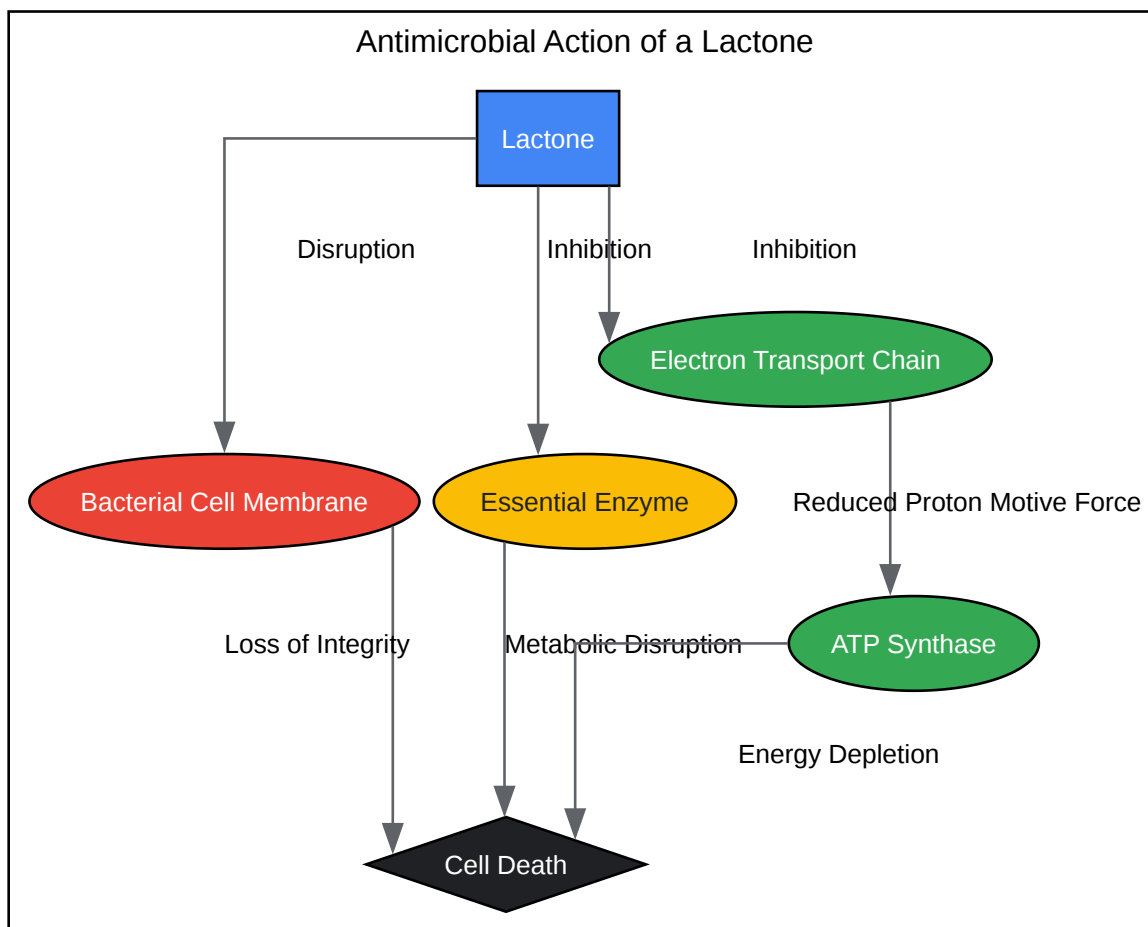 Antimicrobial Action of a Lactone
Lactone
Disruption
Inhibition
Inhibition
Electron Transport Chain
Bacterial Cell Membrane
Essential Enzyme
Reduced Proton Motive Force
Loss of Integrity
Metabolic Disruption
ATP Synthase
Energy Depletion
Cell Death